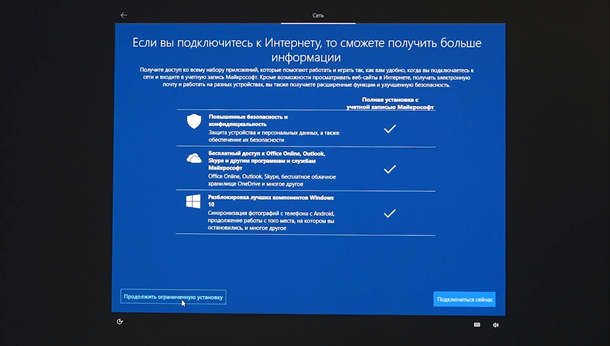 Сеть
Если вы подключитесь к Интернету, то сможете получить больше
информации
Получите доступ ко всему набору приложений, которые помогают работать и играть так, как вам удобно, когда вы подключаетесь к
сети и входите в учетную запись Майкрософт. Кроме возможности просматривать веб-сайты в Интернете, получать электронную
почту и работать на разных устройствах, вы также получаете расширенные функции и улучшенную безопасность.
Полная установка с
учетной записью Майкрософт
Повышенные безопасность и
конфиденциальность
Защита устройства и персональных данных, а также
обеспечение их безопасности
Бесплатный доступ к Office Online, Outlook,
Skype и другим программам и службам
Майкрософт
Office Online, Outlook, Skype, бесплатное облачное
хранилище OneDrive и многое другое
Разблокировка лучших компонентов Windows
10
Синхронизация фотографий с телефона с Android,
продолжение работы с того места, на котором вы
остановились, и многое другое
Продолжить ограниченную установку
Подключиться сейчас